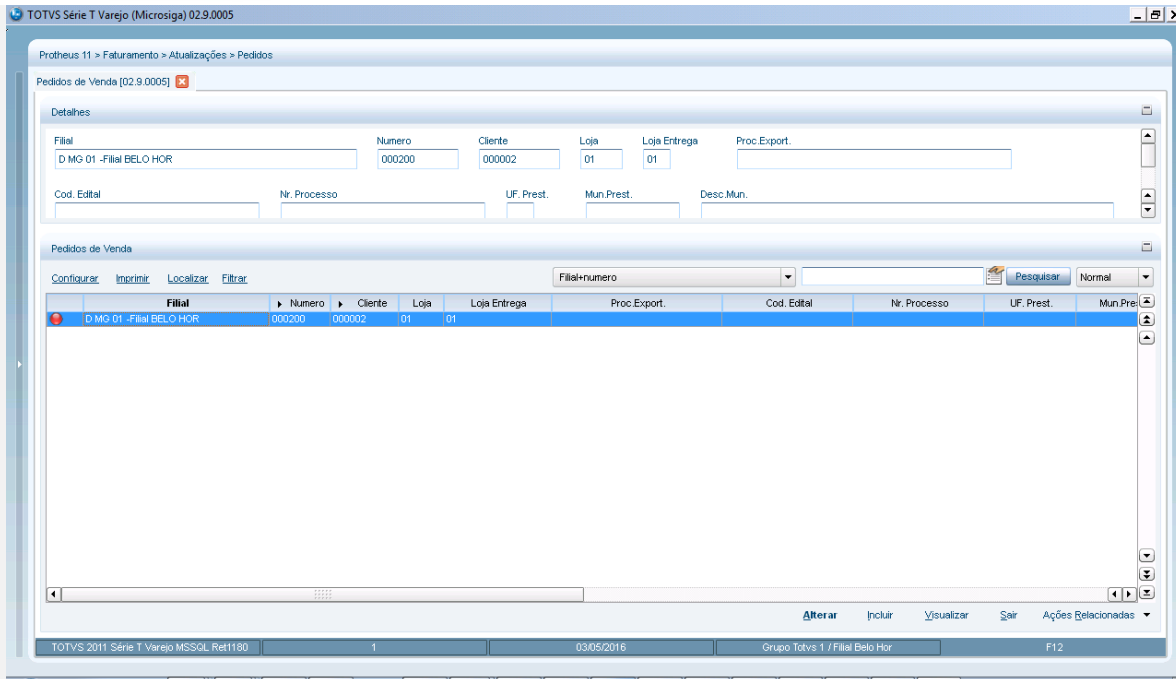 TOTVS Série T Varejo (Microsiga) 02.9.0005
Protheus 11 > Faturamento > Atualizações > Pedidos
Pedidos de Venda [02.9.0005]
Detalhes
Filial Numero Cliente Loja Loja Entrega Proc.Export.
D MG 01 -Filial BELO HOR 000200 000002 01 01
Cod. Edital Nr. Processo UF. Prest. Mun.Prest. Desc.Mun.
Pedidos de Venda
Configurar Imprimir Localizar Filtrar Filial+numero Pesquisar Normal
Filial Numero Cliente Loja Loja Entrega Proc.Export. Cod. Edital Nr. Processo UF. Prest. Mun.Pre
D MG 01 -Filial BELO HOR 000200 000002 01 01
Alterar Incluir Visualizar Sair Ações Relacionadas
TOTVS 2011 Série T Varejo MSSQL Ret1180 1 03/05/2016 Grupo Totvs 1 / Filial Belo Hor F12